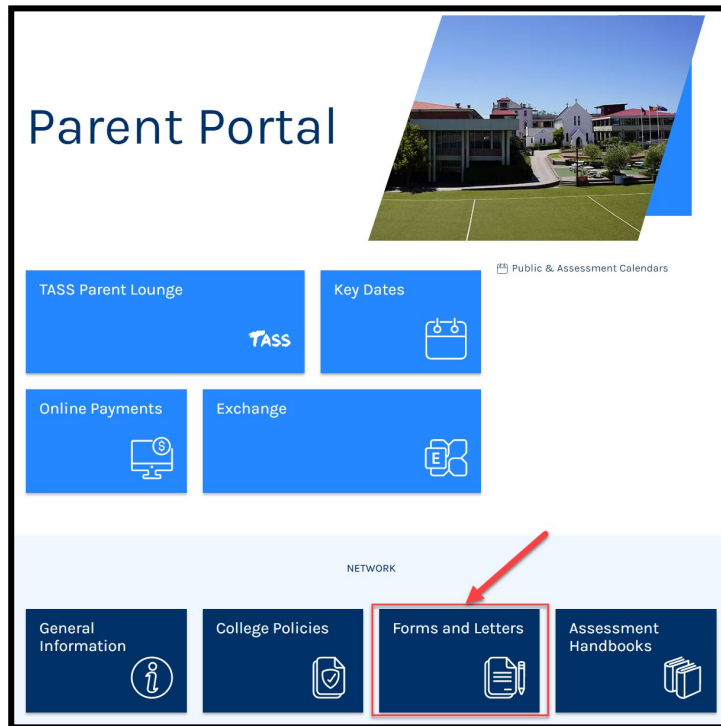 Parent Portal
Public & Assessment Calendars
TASS Parent Lounge
TASS
Key Dates
Online Payments
$
Exchange
E
NETWORK
General
Information
i
College Policies
Forms and Letters
Assessment
Handbooks